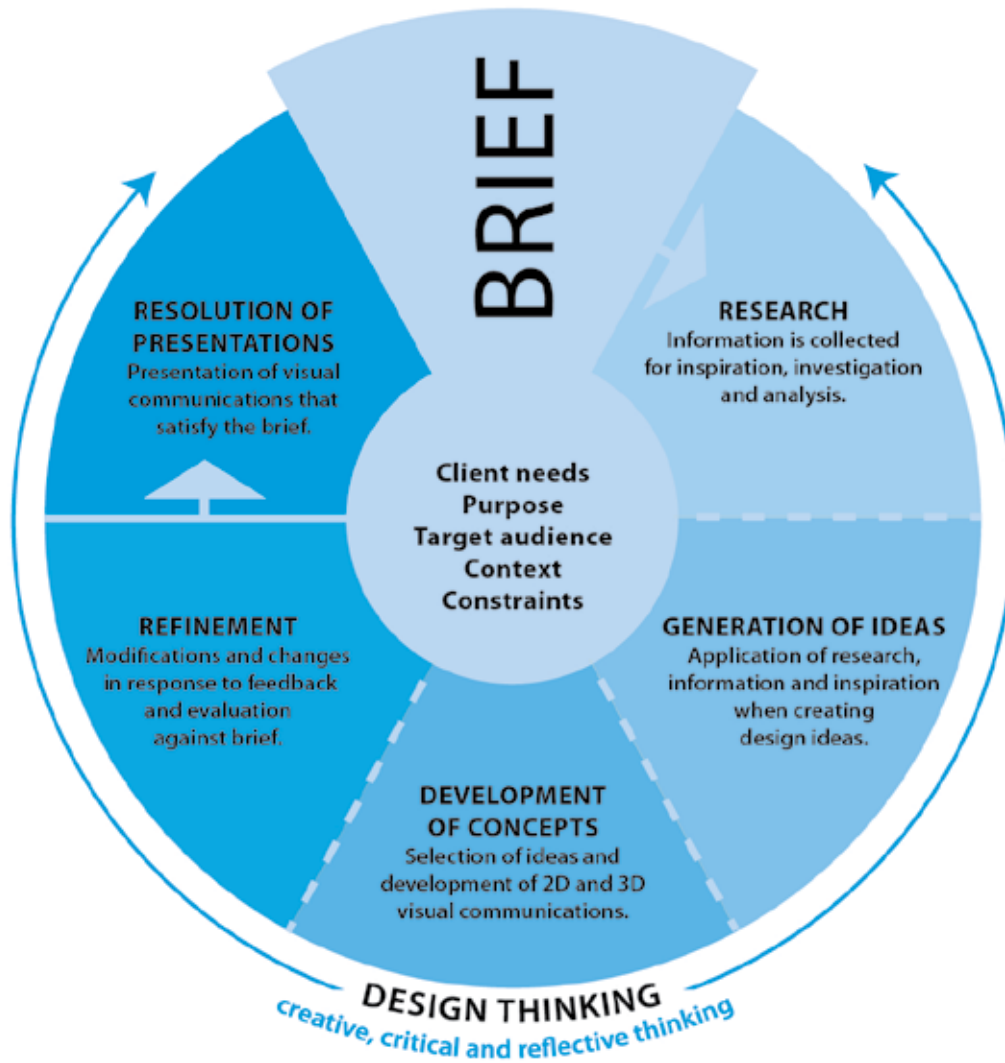 BRIEF
RESEARCH
Information is collected
for inspiration, investigation
and analysis.
GENERATION OF IDEAS
Application of research,
information and inspiration
when creating
design ideas.
DEVELOPMENT
OF CONCEPTS
Selection of ideas and
development of 2D and 3D
visual communications.
REFINEMENT
Modifications and changes
in response to feedback
and evaluation
against brief.
RESOLUTION OF
PRESENTATIONS
Presentation of visual
communications that
satisfy the brief.
Client needs
Purpose
Target audience
Context
Constraints
DESIGN THINKING
creative, critical and reflective thinking